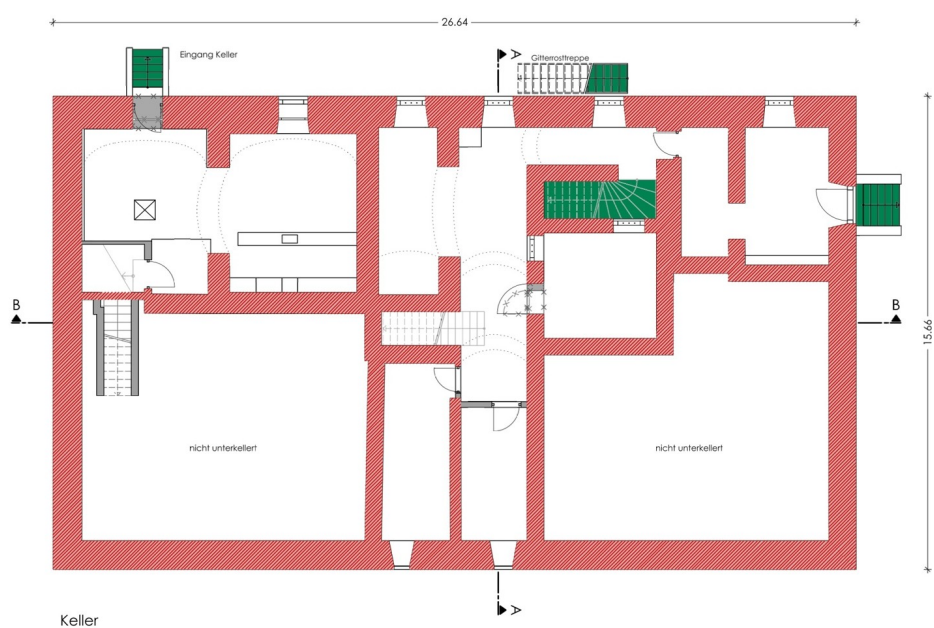 26.64
Eingang Keller
A
Gitterrosttreppe
B
B
15.66
nicht unterkellert
nicht unterkellert
A
Keller